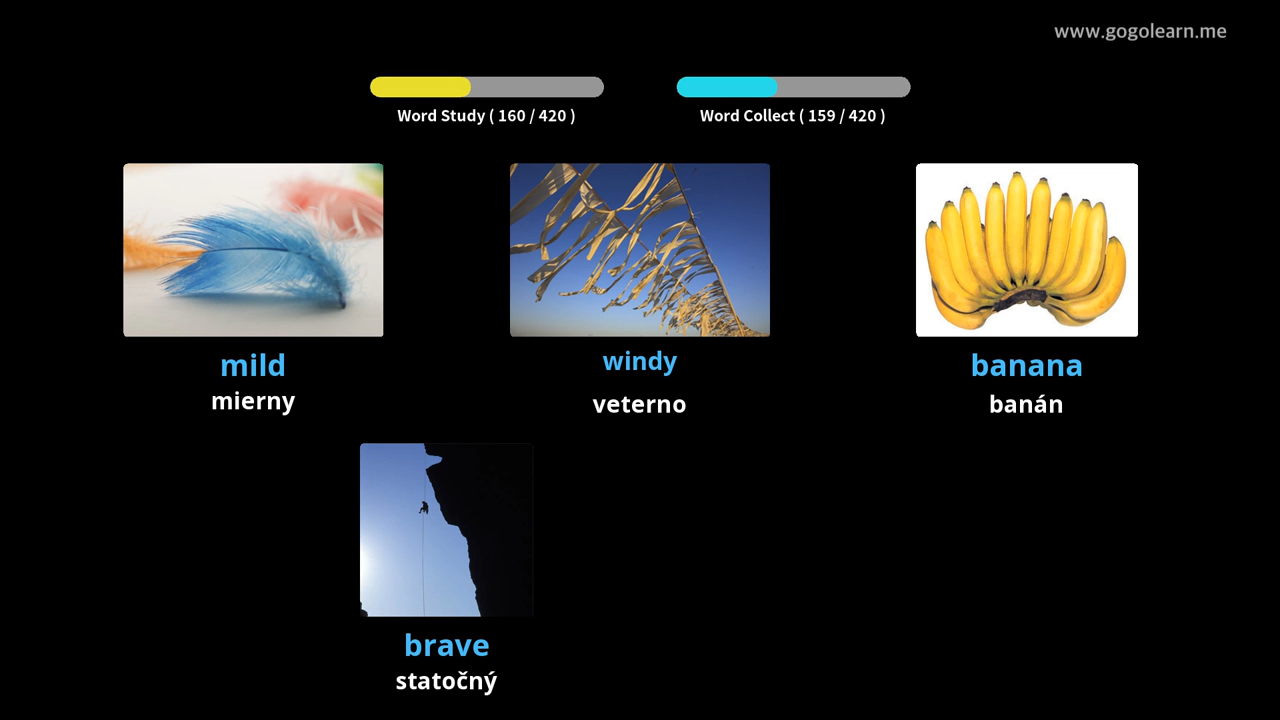 www.gogolearn.me
Word Study ( 160 / 420 )
Word Collect ( 159 / 420 )
mild
mierny
windy
veterno
banana
banán
brave
statočný